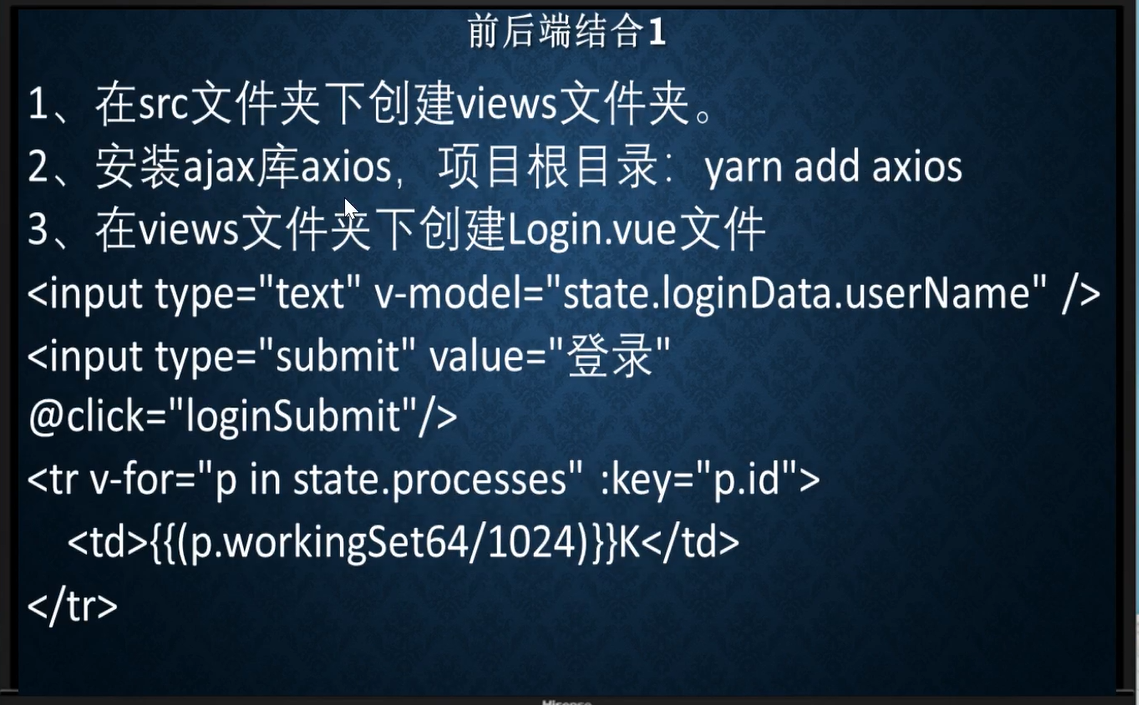 前后端结合1
1、在src文件夹下创建views文件夹。
2、安装ajax库axios，项目根目录：yarn add axios
3、在views文件夹下创建Login.vue文件
<input type="text" v-model="state.loginData.userName" />
<input type="submit" value="登录"
@click="loginSubmit"/>
<tr v-for="p in state.processes" :key="p.id">
<td>{{(p.workingSet64/1024)}}K</td>
</tr>